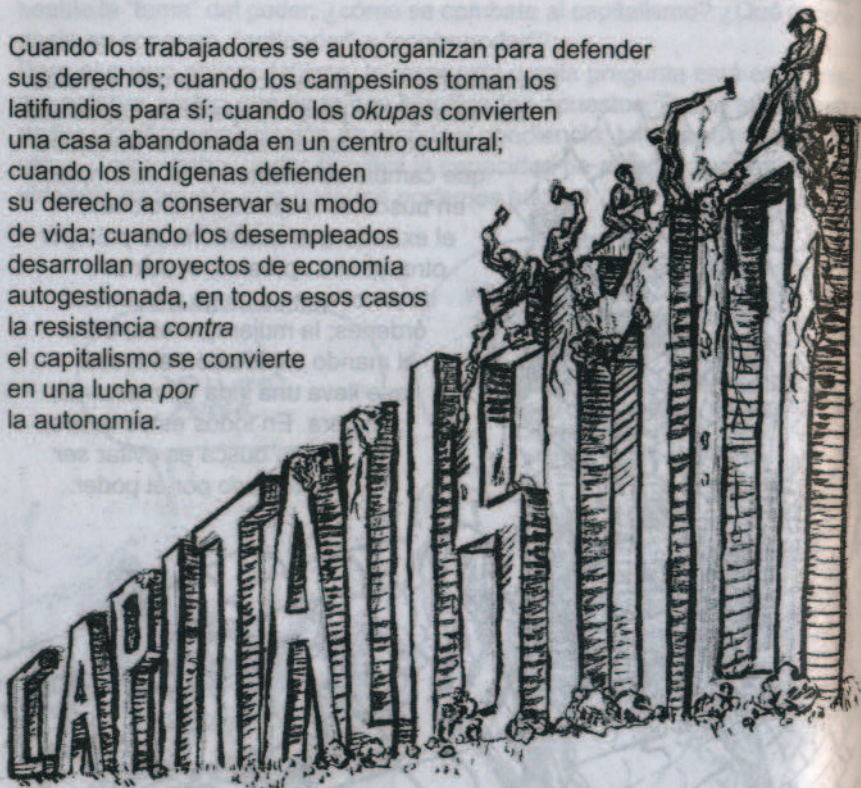 Cuando los trabajadores se autoorganizan para defender
sus derechos; cuando los campesinos toman los
latifundios para sí; cuando los okupas convierten
una casa abandonada en un centro cultural;
cuando los indígenas defienden
su derecho a conservar su modo
de vida; cuando los desempleados
desarrollan proyectos de economía
autogestionada, en todos esos casos
la resistencia contra
el capitalismo se convierte
en una lucha por
la autonomía.
CAPITALISMO